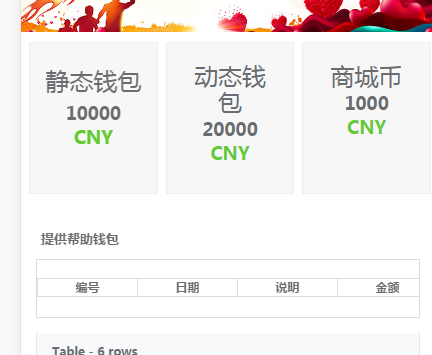 静态钱包
10000
CNY
动态钱
包
20000
CNY
商城币
1000
CNY
提供帮助钱包
编号 日期 说明 金额
Table - 6 rows